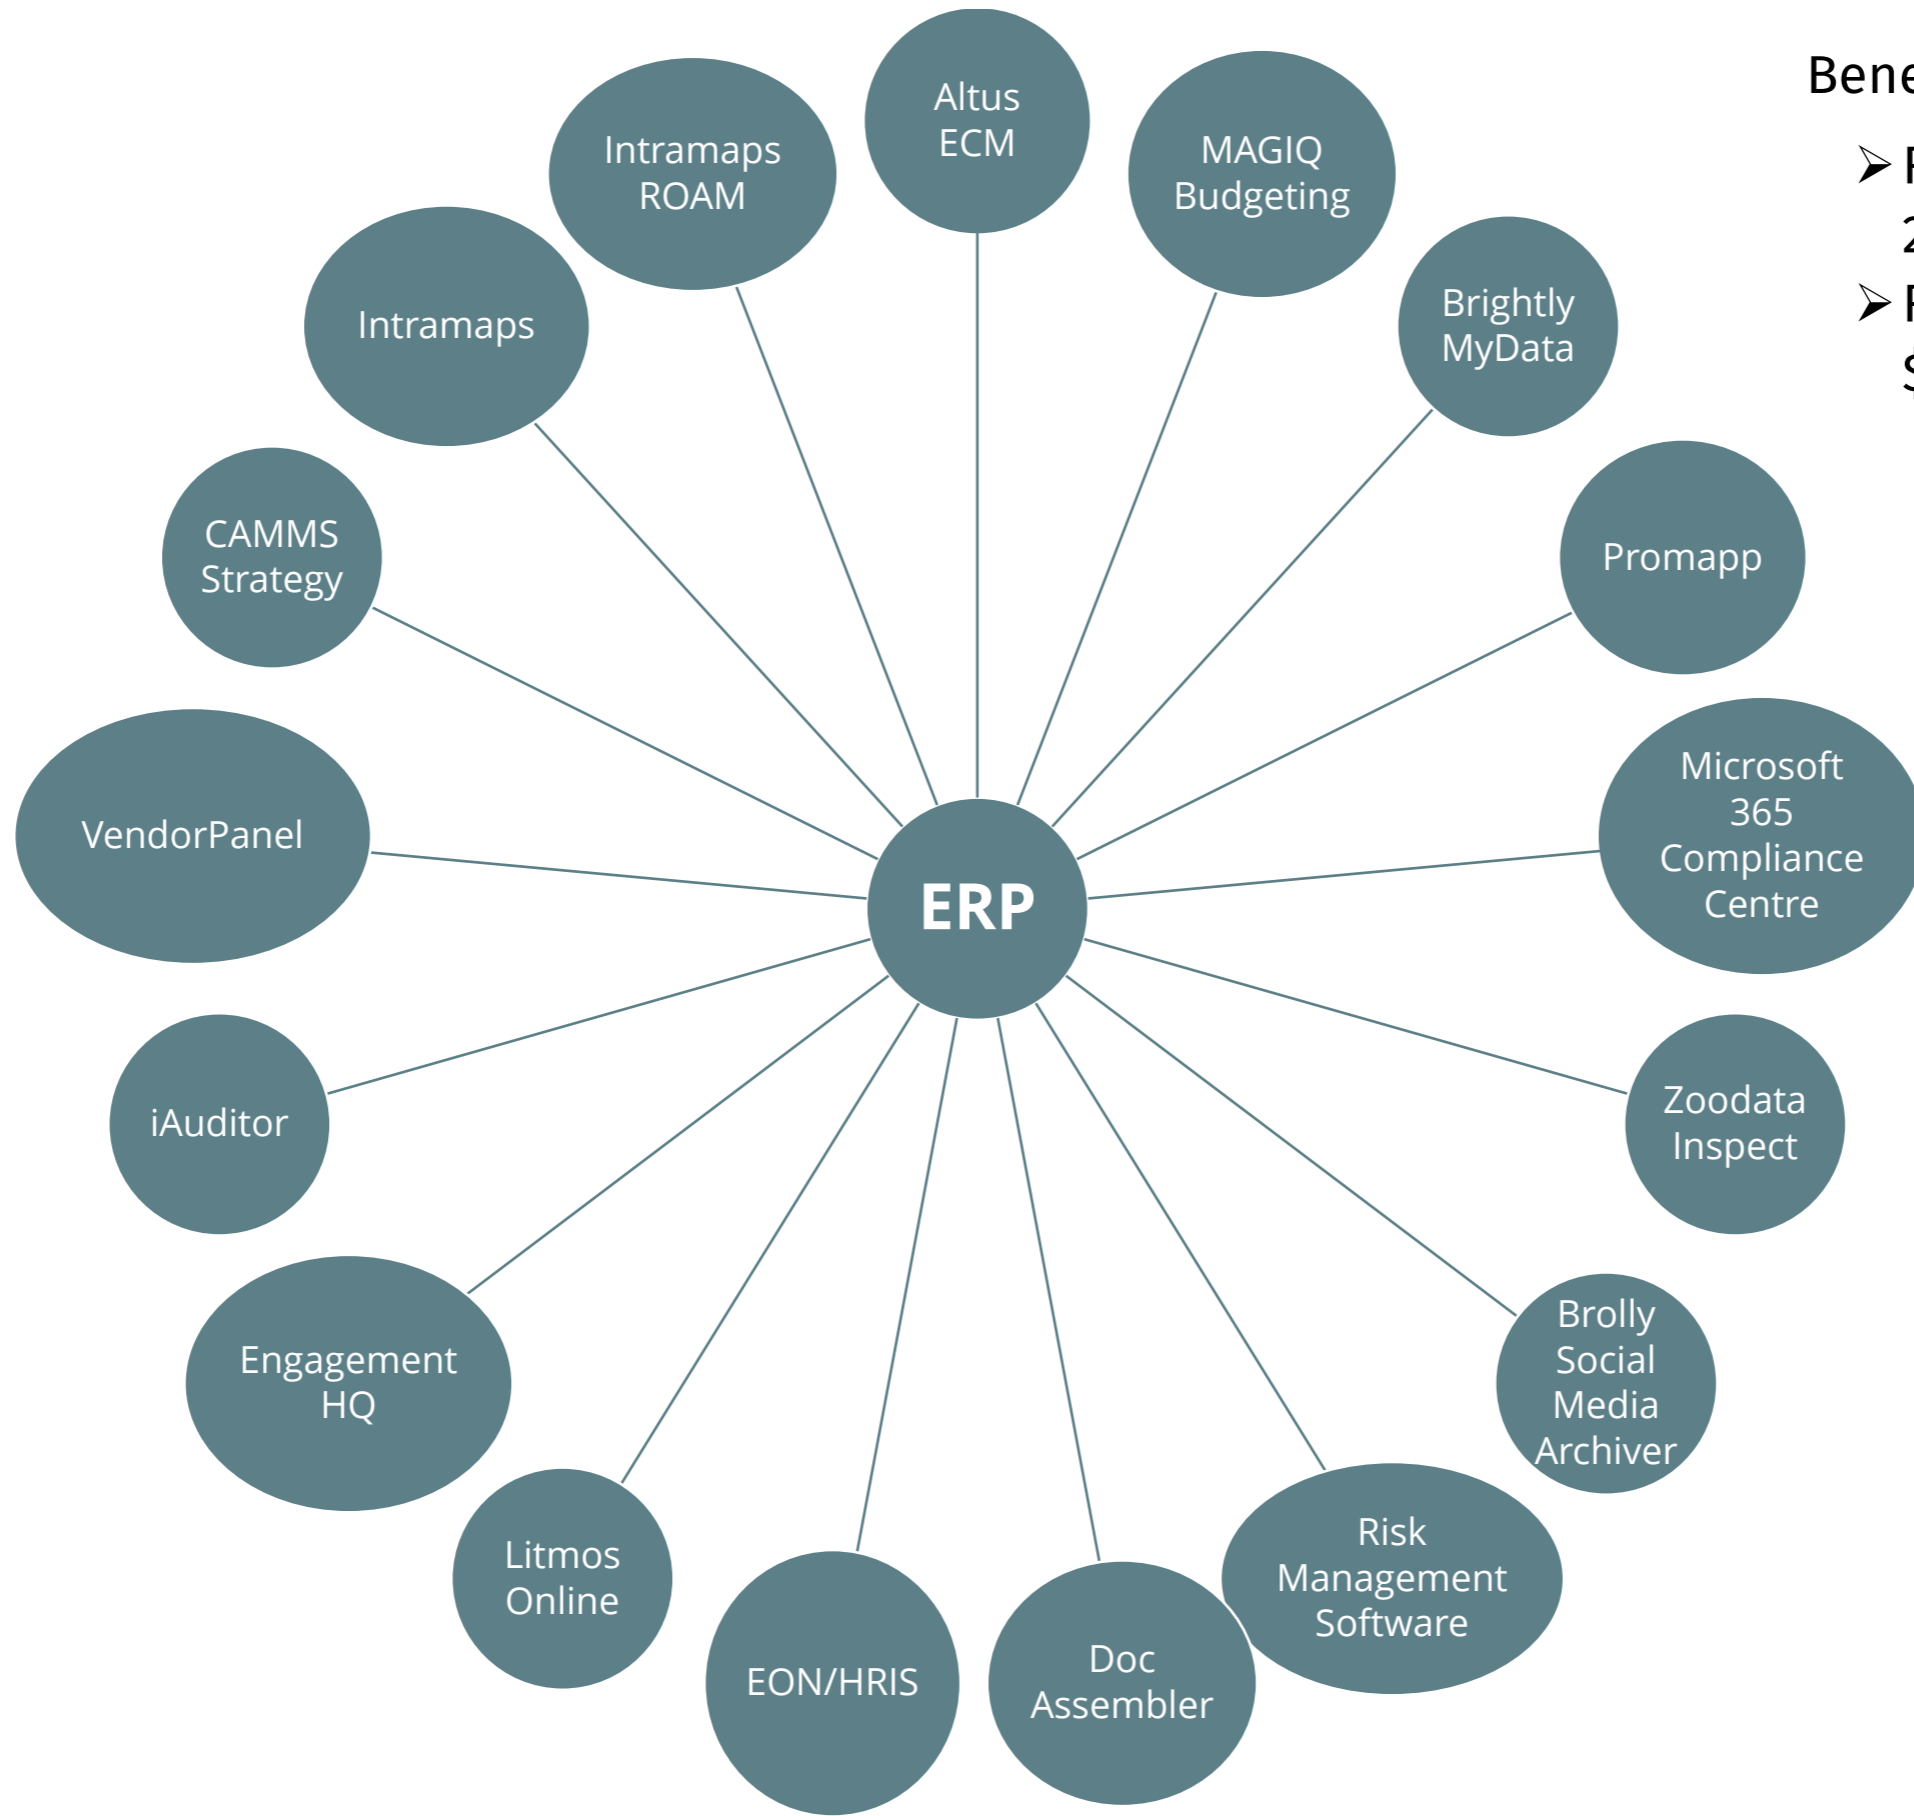 Altus
ECM
MAGIQ
Budgeting
Brightly
MyData
Promapp
Microsoft
365
Compliance
Centre
Zoodata
Inspect
Brolly
Social
Media
Archiver
Risk
Management
Software
Doc
Assembler
EON/HRIS
Litmos
Online
Engagement
HQ
iAuditor
VendorPanel
CAMMS
Strategy
Intramaps
Intramaps
ROAM
ERP